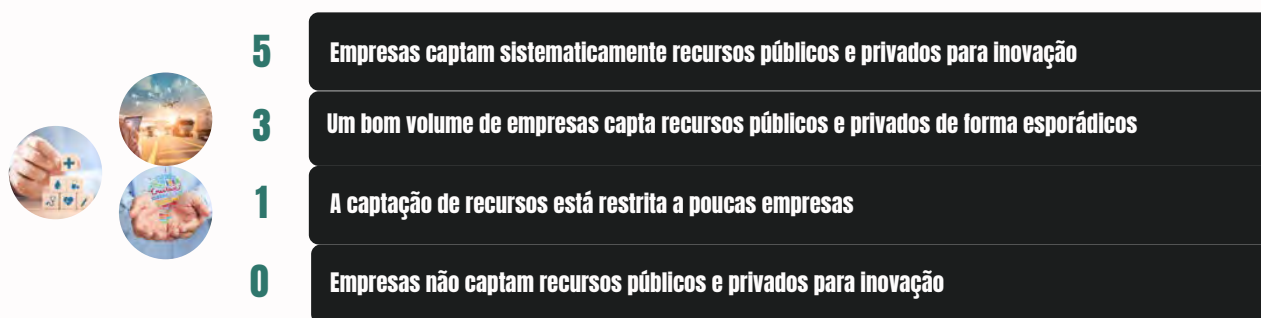 5 Empresas captam sistematicamente recursos públicos e privados para inovação
3 Um bom volume de empresas capta recursos públicos e privados de forma esporádicos
1 A captação de recursos está restrita a poucas empresas
0 Empresas não captam recursos públicos e privados para inovação